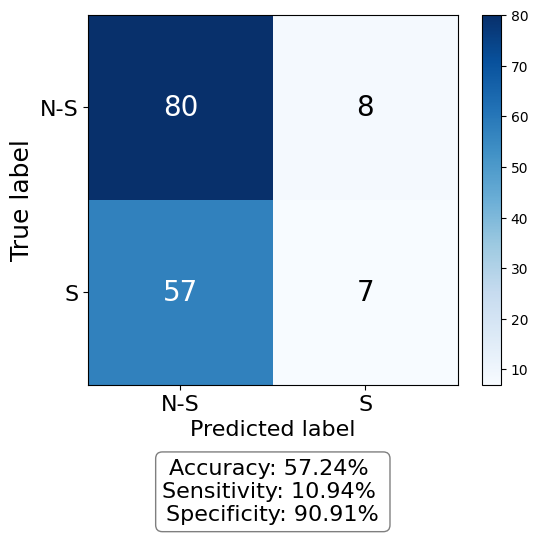 True label
N-S
80
8
S
57
7
N-S
S
Predicted label
80
70
60
50
40
30
20
10
Accuracy: 57.24%
Sensitivity: 10.94%
Specificity: 90.91%